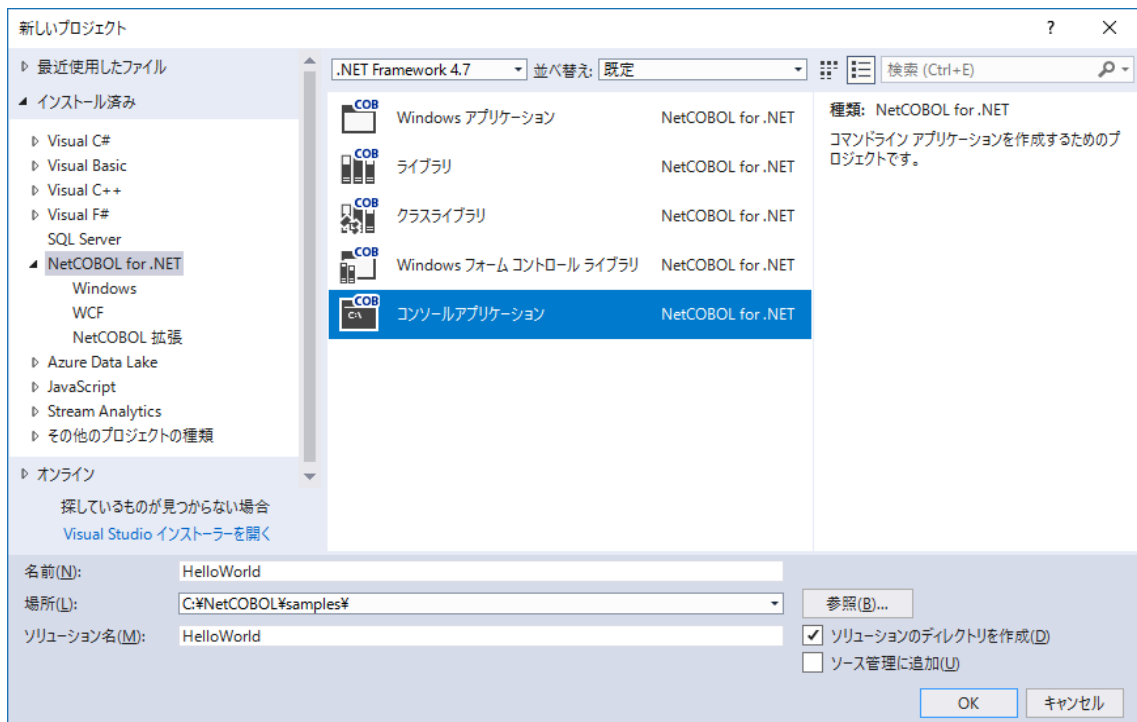 新しいプロジェクト
? ×
最近使用したファイル
インストール済み
Visual C#
Visual Basic
Visual C++
Visual F#
SQL Server
NetCOBOL for .NET
Windows
WCF
NetCOBOL 拡張
Azure Data Lake
JavaScript
Stream Analytics
その他のプロジェクトの種類
オンライン
探しているものが見つからない場合
Visual Studio インストーラーを開く
.NET Framework 4.7 並べ替え: 既定
検索 (Ctrl+E)
COB Windows アプリケーション NetCOBOL for .NET
COB ライブラリ NetCOBOL for .NET
COB クラスライブラリ NetCOBOL for .NET
COB Windows フォーム コントロール ライブラリ NetCOBOL for .NET
COB C:\ コンソールアプリケーション NetCOBOL for .NET
種類: NetCOBOL for .NET
コマンドライン アプリケーションを作成するためのプ
ロジェクトです。
名前(N): HelloWorld
場所(L): C:¥NetCOBOL¥samples¥ 参照(B)...
ソリューション名(M): HelloWorld
ソリューションのディレクトリを作成(D)
ソース管理に追加(U)
OK キャンセル